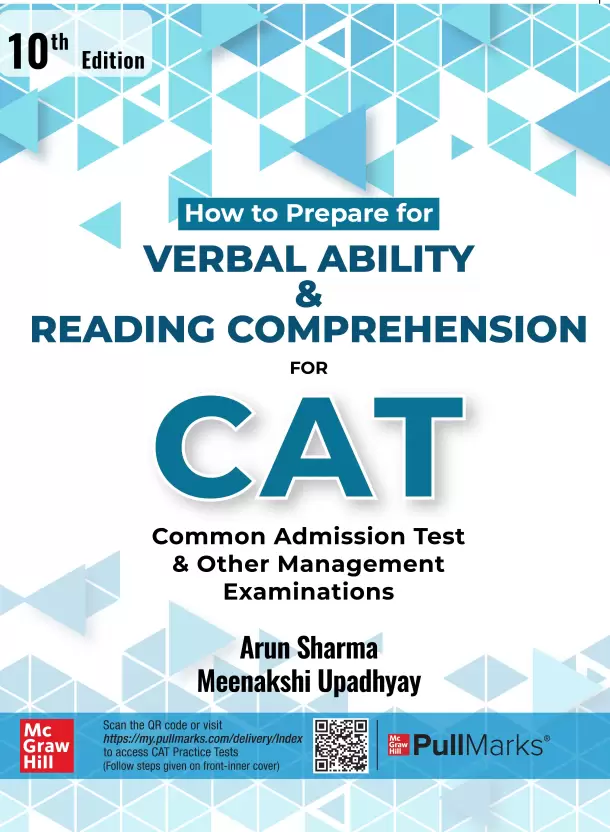 10th Edition
How to Prepare for
VERBAL ABILITY
&
READING COMPREHENSION
FOR
CAT
Common Admission Test
& Other Management
Examinations
Arun Sharma
Meenakshi Upadhyay
Mc
Graw
Hill
Scan the QR code or visit
https://my.pullmarks.com/delivery/Index
to access CAT Practice Tests
(Follow steps given on front-inner cover)
Mc
Graw
Hill
PullMarks®